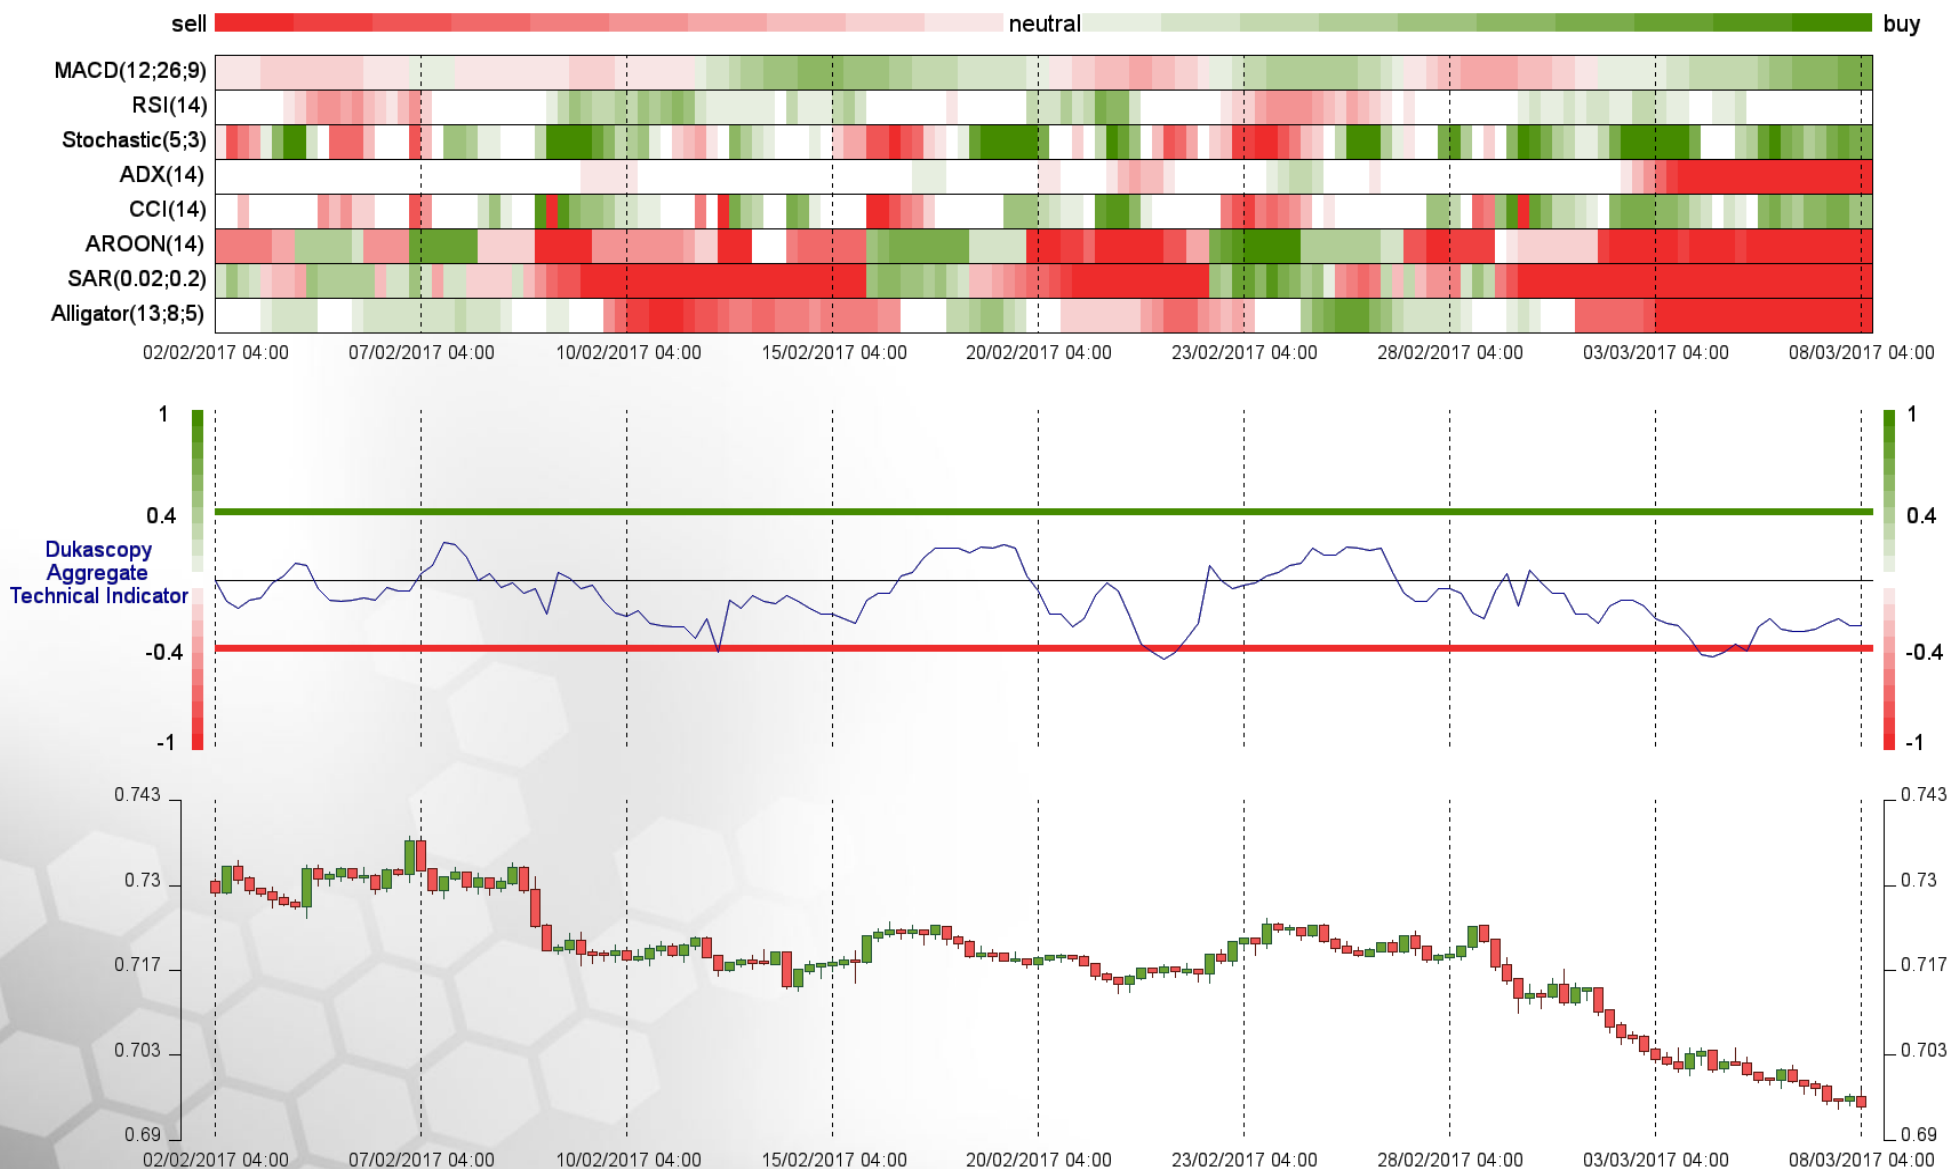 sell neutral buy
MACD(12;26;9)
RSI(14)
Stochastic(5;3)
ADX(14)
CCI(14)
AROON(14)
SAR(0.02;0.2)
Alligator(13;8;5)
02/02/2017 04:00 07/02/2017 04:00 10/02/2017 04:00 15/02/2017 04:00 20/02/2017 04:00 23/02/2017 04:00 28/02/2017 04:00 03/03/2017 04:00 08/03/2017 04:00
1 1
0.4 0.4
Dukascopy
Aggregate
Technical Indicator
-0.4 -0.4
-1 -1
0.743 0.743
0.73 0.73
0.717 0.717
0.703 0.703
0.69 0.69
02/02/2017 04:00 07/02/2017 04:00 10/02/2017 04:00 15/02/2017 04:00 20/02/2017 04:00 23/02/2017 04:00 28/02/2017 04:00 03/03/2017 04:00 08/03/2017 04:00